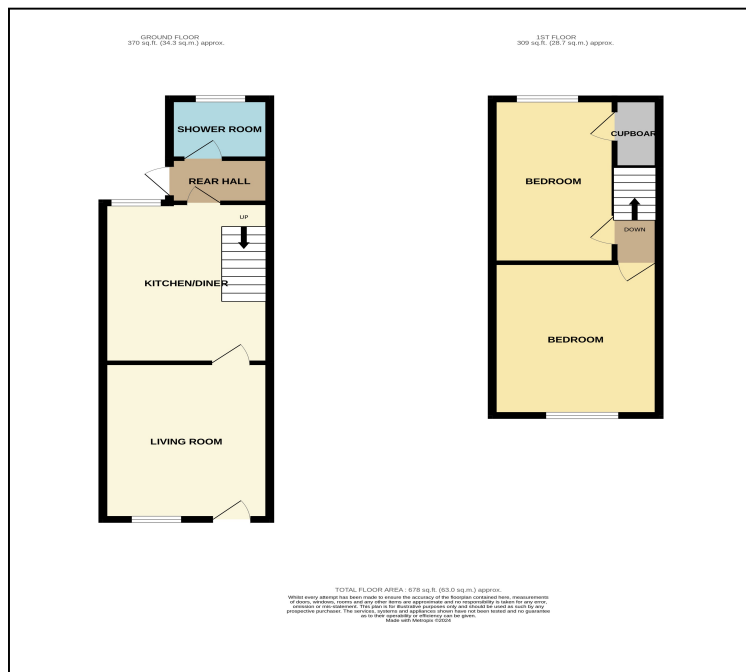 GROUND FLOOR
370 sq.ft. (34.3 sq.m.) approx.
1ST FLOOR
309 sq.ft. (28.7 sq.m.) approx.
SHOWER ROOM
REAR HALL
UP
KITCHEN/DINER
LIVING ROOM
CUPBOAR
BEDROOM
DOWN
BEDROOM
TOTAL FLOOR AREA : 678 sq.ft. (63.0 sq.m.) approx.
Whilst every attempt has been made to ensure the accuracy of the floorplan contained here, measurements
of doors, windows, rooms and any other items are approximate and no responsibility is taken for any error,
omission or mis-statement. This plan is for illustrative purposes only and should be used as such by any
prospective purchaser. The services, systems and appliances shown have not been tested and no guarantee
as to their operability or efficiency can be given.
Made with Metropix ©2024